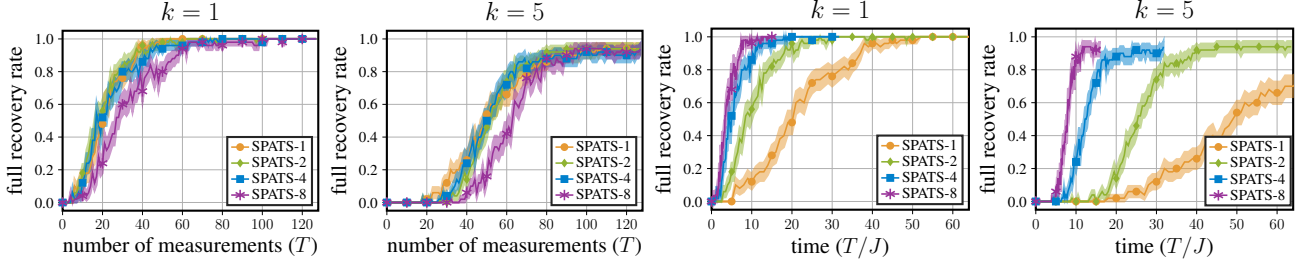 k = 1
full recovery rate
1.0
0.8
0.6
0.4
0.2
0.0
SPATS-1
SPATS-2
SPATS-4
SPATS-8
0 20 40 60 80 100 120
number of measurements (T)
k = 5
full recovery rate
1.0
0.8
0.6
0.4
0.2
0.0
SPATS-1
SPATS-2
SPATS-4
SPATS-8
0 20 40 60 80 100 120
number of measurements (T)
k = 1
full recovery rate
1.0
0.8
0.6
0.4
0.2
0.0
SPATS-1
SPATS-2
SPATS-4
SPATS-8
0 10 20 30 40 50 60
time (T/J)
k = 5
full recovery rate
1.0
0.8
0.6
0.4
0.2
0.0
SPATS-1
SPATS-2
SPATS-4
SPATS-8
0 10 20 30 40 50 60
time (T/J)